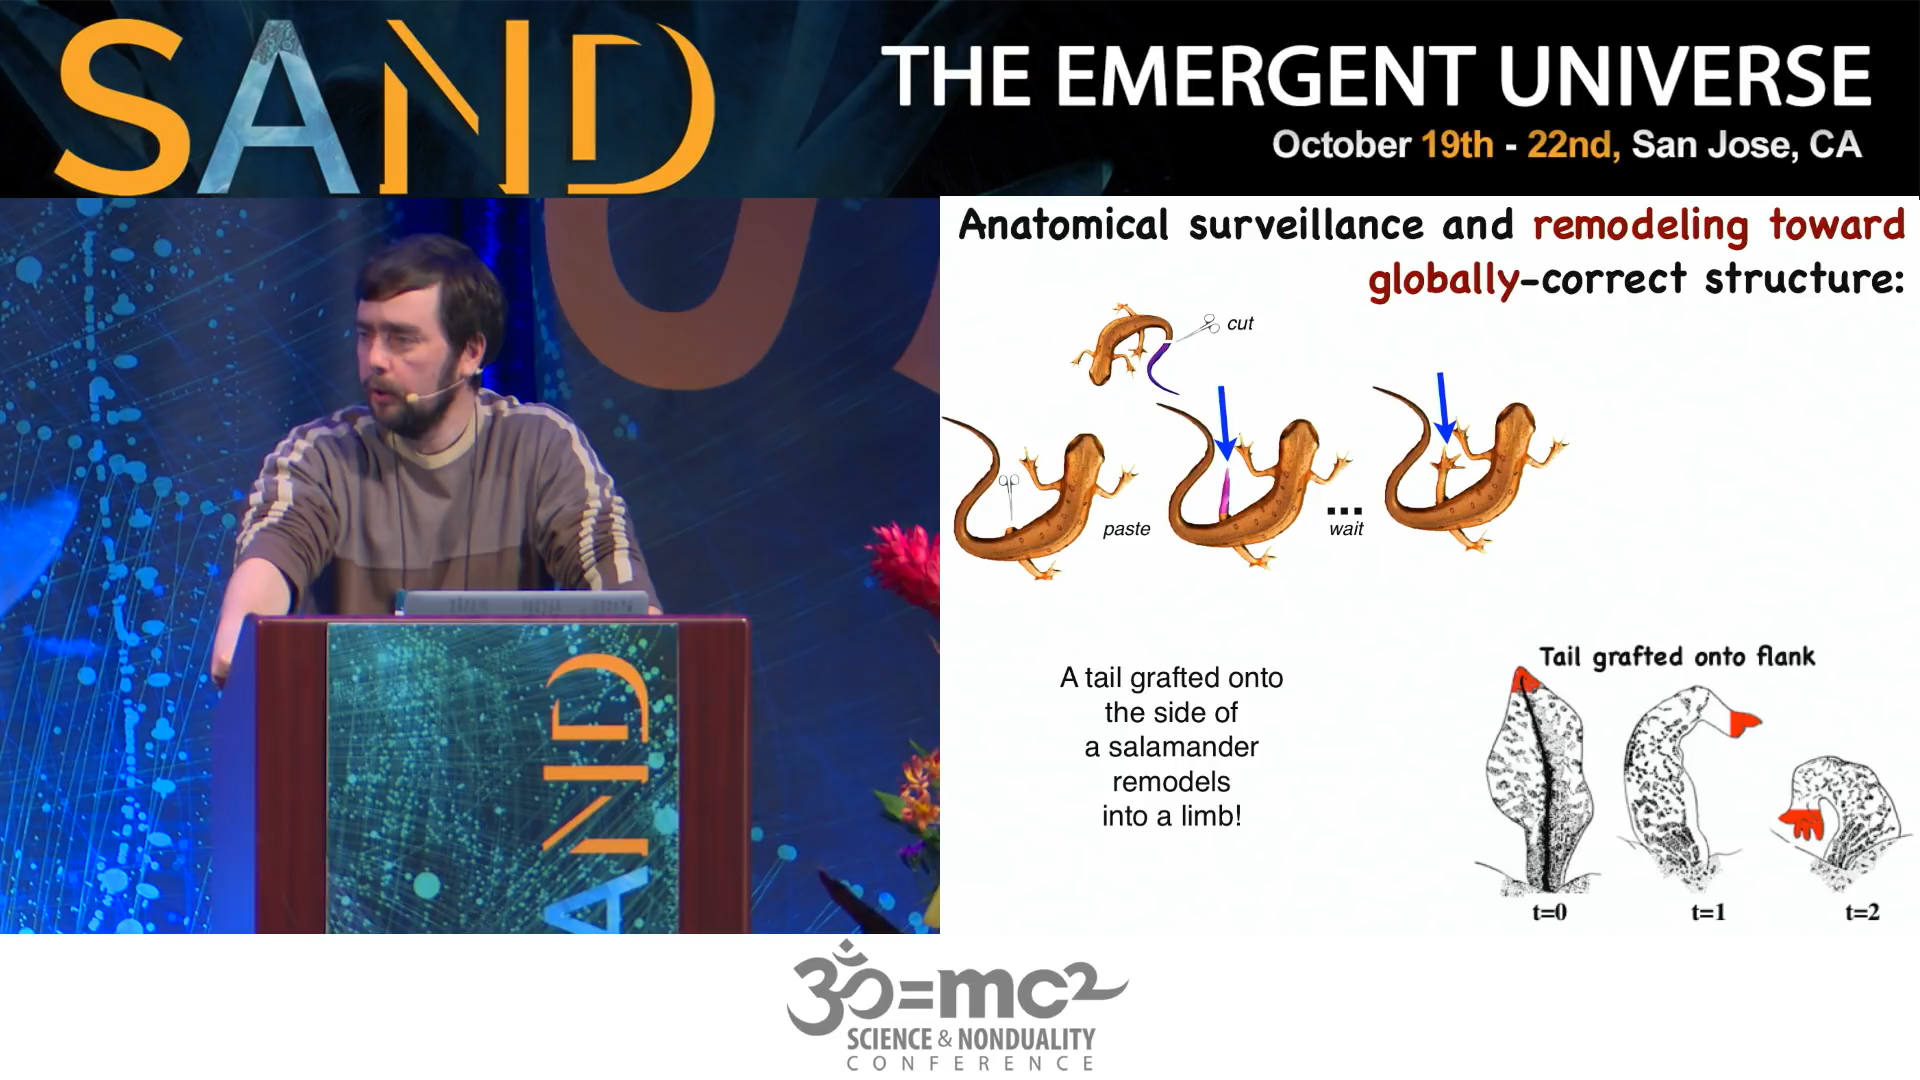 SAND
THE EMERGENT UNIVERSE
October 19th - 22nd, San Jose, CA
Anatomical surveillance and remodeling toward
globally-correct structure:
cut
paste
...
wait
A tail grafted onto
the side of
a salamander
remodels
into a limb!
Tail grafted onto flank
t=0
t=1
t=2
AND
ॐ=mc2
SCIENCE & NONDUALITY
CONFERENCE